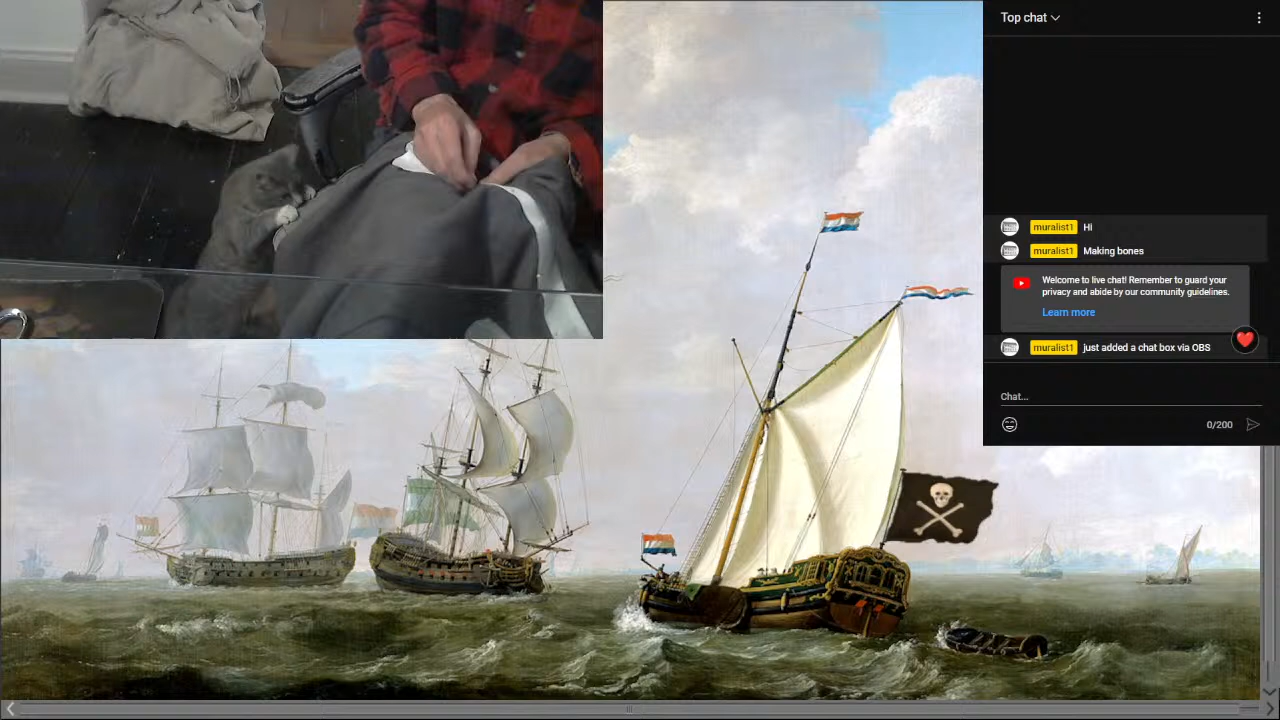 Top chat
muralist1 Hi
muralist1 Making bones
Welcome to live chat! Remember to guard your
privacy and abide by our community guidelines.
Learn more
muralist1 just added a chat box via OBS
Chat...
0/200